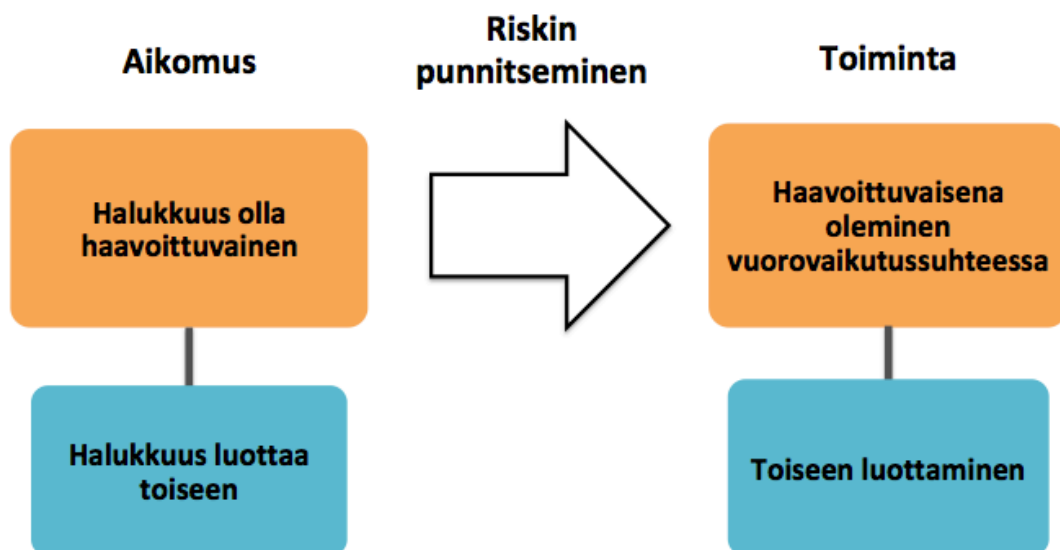 Aikomus
Riskin
punnitseminen
Toiminta
Halukkuus olla
haavoittuvainen
Haavoittuvaisena
oleminen
vuorovaikutussuhteessa
Halukkuus luottaa
toiseen
Toiseen luottaminen